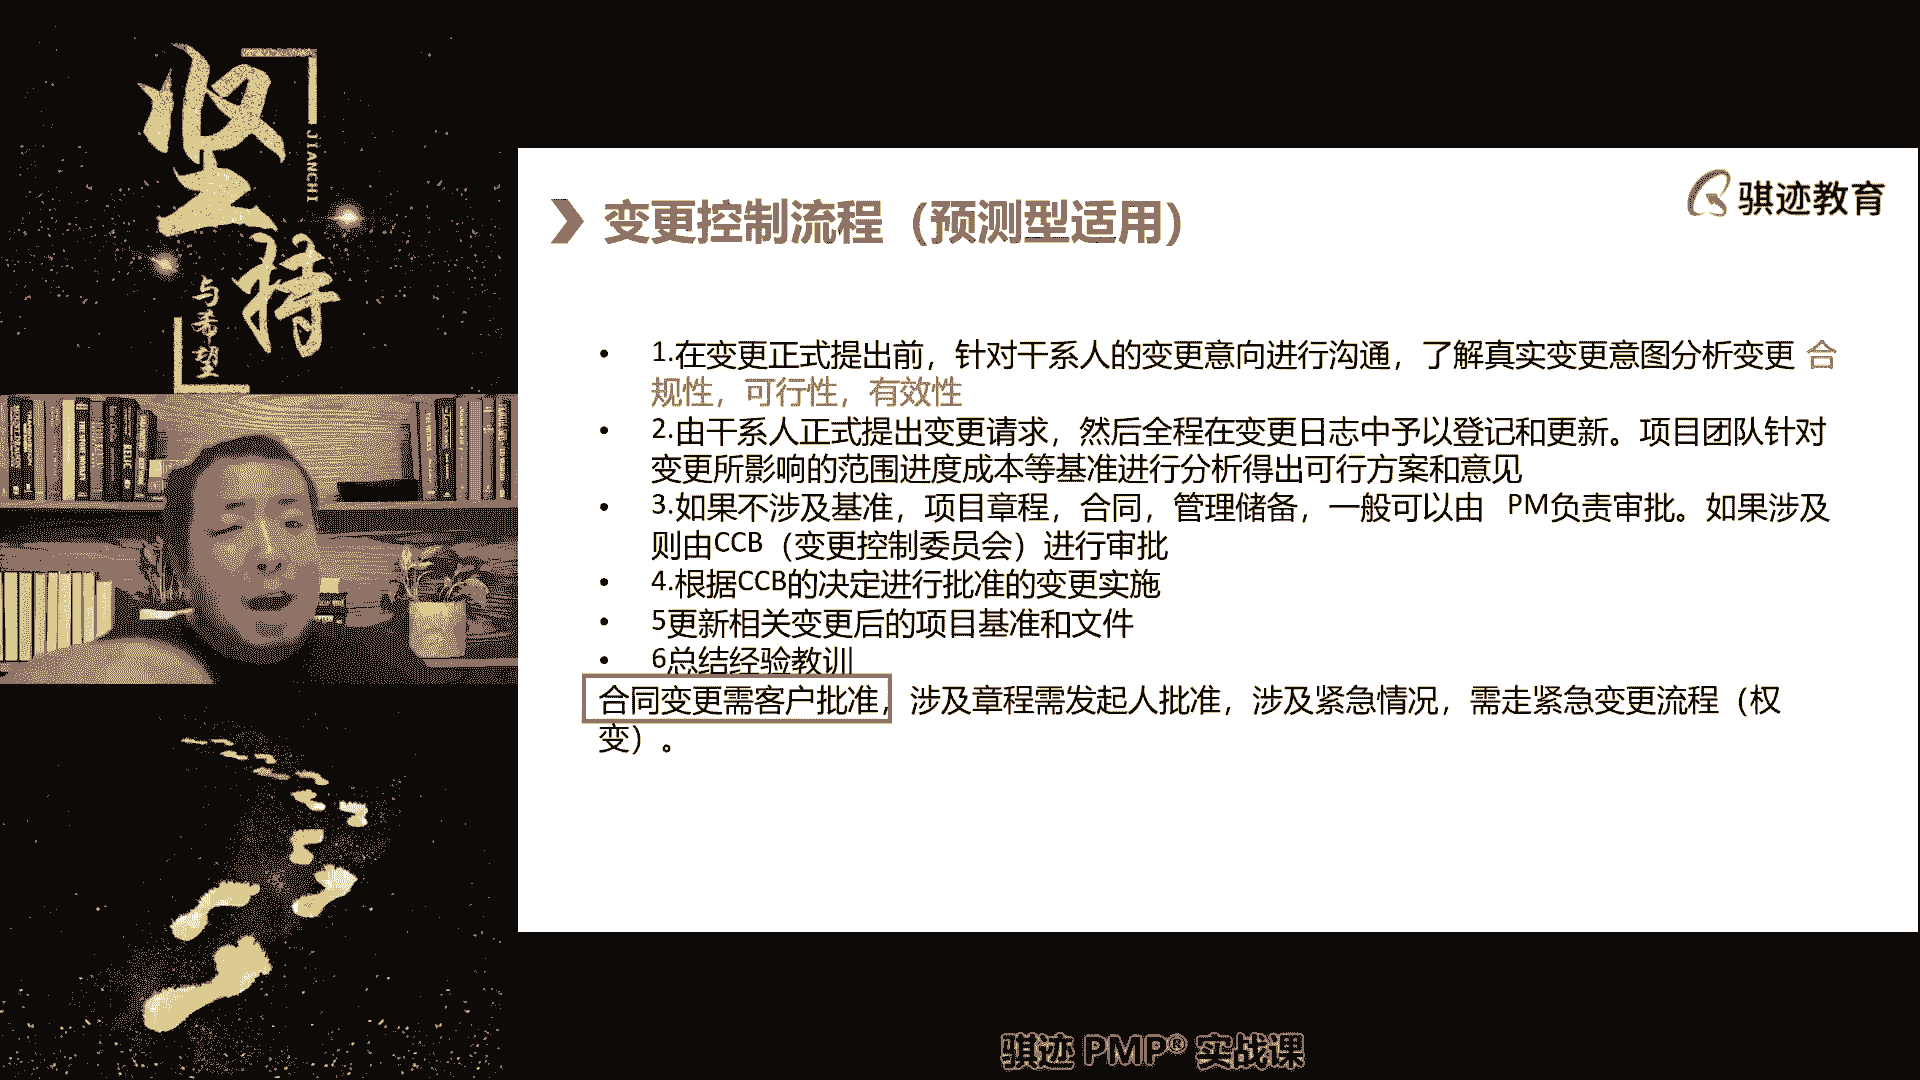 坚持
JIANCHI
与希望
骐迹教育
变更控制流程（预测型适用）
• 1.在变更正式提出前，针对干系人的变更意向进行沟通，了解真实变更意图分析变更 合
规性，可行性，有效性
• 2.由干系人正式提出变更请求，然后全程在变更日志中予以登记和更新。项目团队针对
变更所影响的范围进度成本等基准进行分析得出可行方案和意见
• 3.如果不涉及基准，项目章程，合同，管理储备，一般可以由 PM负责审批。如果涉及
则由CCB（变更控制委员会）进行审批
• 4.根据CCB的决定进行批准的变更实施
• 5更新相关变更后的项目基准和文件
• 6总结经验教训
合同变更需客户批准，涉及章程需发起人批准，涉及紧急情况，需走紧急变更流程（权
变）。
骐迹 PMP® 实战课